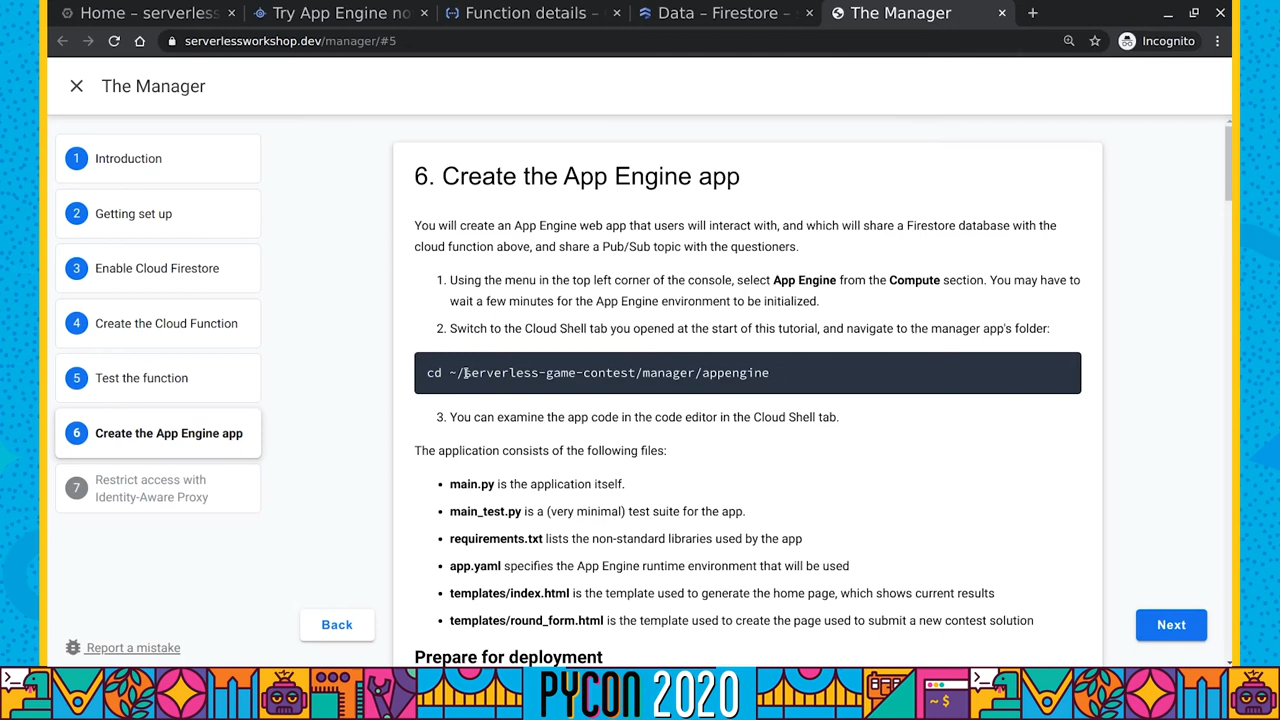 Home – serverless
Try App Engine no
Function details –
Data – Firestore –
The Manager
serverlessworkshop.dev/manager/#5
Incognito
The Manager
1 Introduction
2 Getting set up
3 Enable Cloud Firestore
4 Create the Cloud Function
5 Test the function
6 Create the App Engine app
7 Restrict access with
Identity-Aware Proxy
Report a mistake
6. Create the App Engine app
You will create an App Engine web app that users will interact with, and which will share a Firestore database with the
cloud function above, and share a Pub/Sub topic with the questioners.
1. Using the menu in the top left corner of the console, select App Engine from the Compute section. You may have to
wait a few minutes for the App Engine environment to be initialized.
2. Switch to the Cloud Shell tab you opened at the start of this tutorial, and navigate to the manager app's folder:
cd ~/serverless-game-contest/manager/appengine
3. You can examine the app code in the code editor in the Cloud Shell tab.
The application consists of the following files:
• main.py is the application itself.
• main_test.py is a (very minimal) test suite for the app.
• requirements.txt lists the non-standard libraries used by the app
• app.yaml specifies the App Engine runtime environment that will be used
• templates/index.html is the template used to generate the home page, which shows current results
• templates/round_form.html is the template used to create the page used to submit a new contest solution
Prepare for deployment
Back
Next
PYCON 2020
~ $